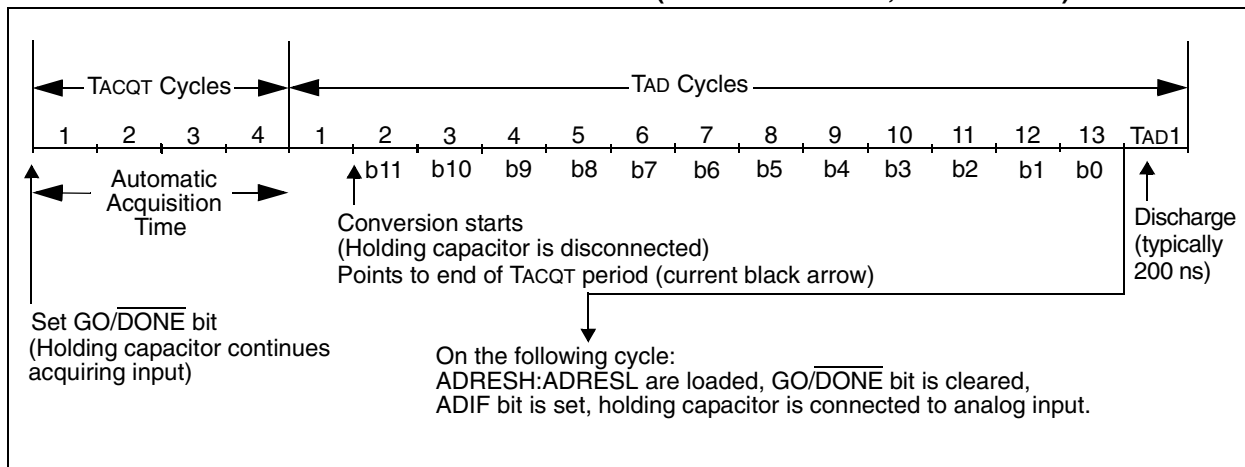 TACQT Cycles
TAD Cycles
1 2 3 4 1 2 3 4 5 6 7 8 9 10 11 12 13 TAD1
b11 b10 b9 b8 b7 b6 b5 b4 b3 b2 b1 b0
Automatic
Acquisition
Time
Conversion starts
(Holding capacitor is disconnected)
Points to end of TACQT period (current black arrow)
Discharge
(typically
200 ns)
Set GO/DONE bit
(Holding capacitor continues
acquiring input)
On the following cycle:
ADRESH:ADRESL are loaded, GO/DONE bit is cleared,
ADIF bit is set, holding capacitor is connected to analog input.